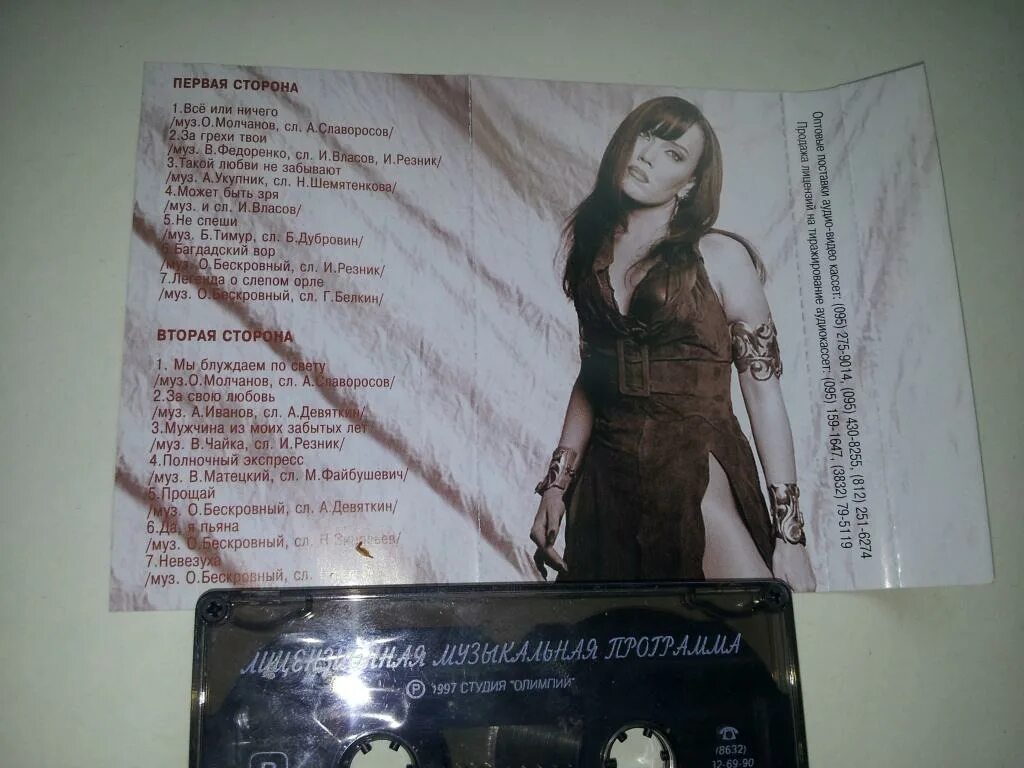 ПЕРВАЯ СТОРОНА
1.Всё или ничего
/муз.О.Молчанов, сл. А.Славоросов/
2.За грехи твои
/муз. В.Федоренко, сл. И.Власов, И.Резник/
3.Такой любви не забывают
/муз. А.Укупник, сл. Н.Шемятенкова/
4.Может быть зря
/муз. и сл. И.Власов/
5.Не спеши
/муз. Б.Тимур, сл. Б.Дубровин/
6.Багдадский вор
/муз. О.Бескровный, сл. И.Резник/
7.Легенда о слепом орле
/муз. О.Бескровный, сл. Г.Белкин/
ВТОРАЯ СТОРОНА
1. Мы блуждаем по свету
/муз.О.Молчанов, сл. А.Славоросов/
2.За свою любовь
/муз. А.Иванов, сл. А.Девяткин/
3.Мужчина из моих забытых лет
/муз. В.Чайка, сл. И.Резник/
4.Полночный экспресс
/муз. В.Матецкий, сл. М.Файбушевич/
5.Прощай
/муз. О.Бескровный, сл. А.Девяткин/
6.Да, я пьяна
/муз. О.Бескровный, сл.
7.Невезуха
/муз. О.Бескровный, сл.
Оптовые поставки аудио-видео кассет: (095) 275-9014, (095) 430-8255, (812) 251-6274
Продажа лицензий на тиражирование аудиокассет: (095) 159-1647, (3832) 79-5119
ЛИЦЕНЗИОННАЯ МУЗЫКАЛЬНАЯ ПРОГРАММА
Ⓟ 1997 СТУДИЯ "ОЛИМПИЙ"
(8632)
32-69-90